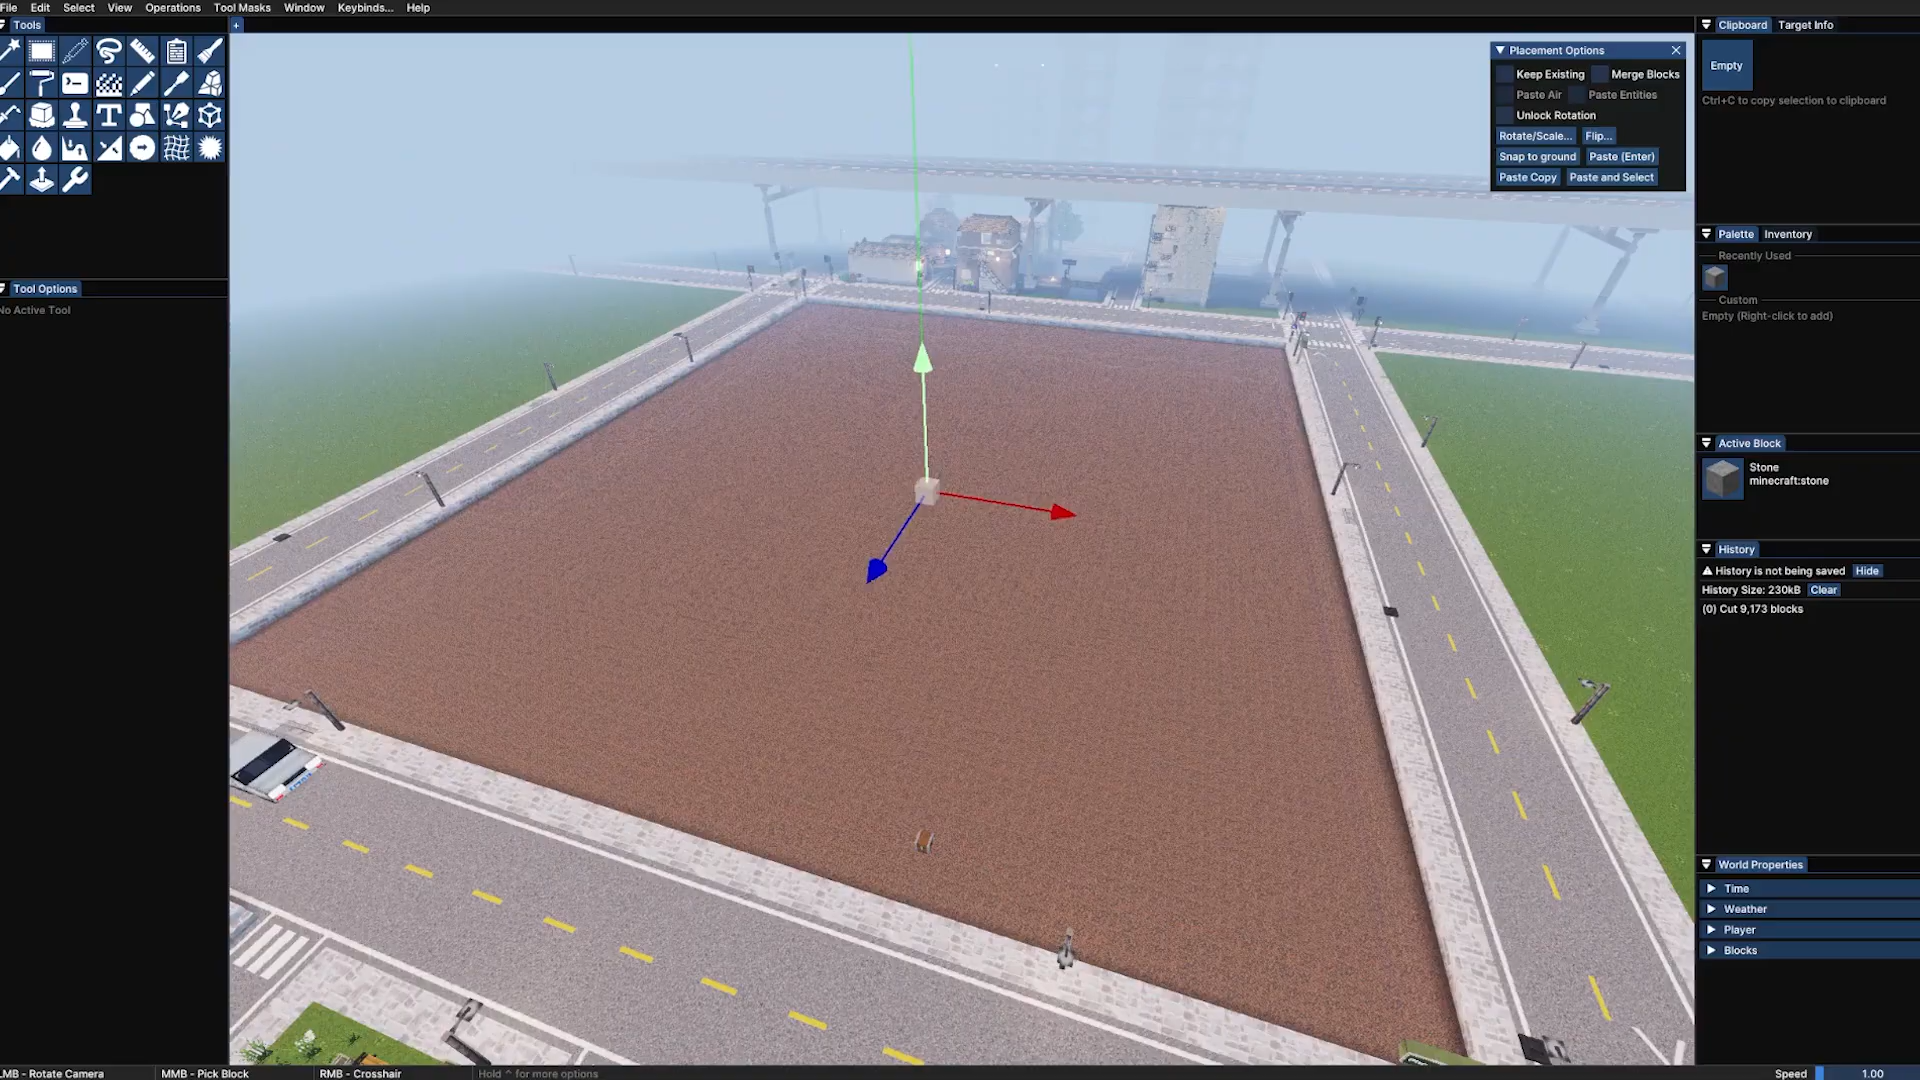 File Edit Select View Operations Tool Masks Window Keybinds... Help
Tools
Tool Options
No Active Tool
Placement Options
Keep Existing Merge Blocks
Paste Air Paste Entities
Unlock Rotation
Rotate/Scale... Flip...
Snap to ground Paste (Enter)
Paste Copy Paste and Select
Clipboard Target Info
Empty
Ctrl+C to copy selection to clipboard
Palette Inventory
Recently Used
Custom
Empty (Right-click to add)
Active Block
Stone
minecraft:stone
History
History is not being saved Hide
History Size: 230kB Clear
(0) Cut 9,173 blocks
World Properties
Time
Weather
Player
Blocks
LMB - Rotate Camera MMB - Pick Block RMB - Crosshair Hold ^ for more options Speed 1.00